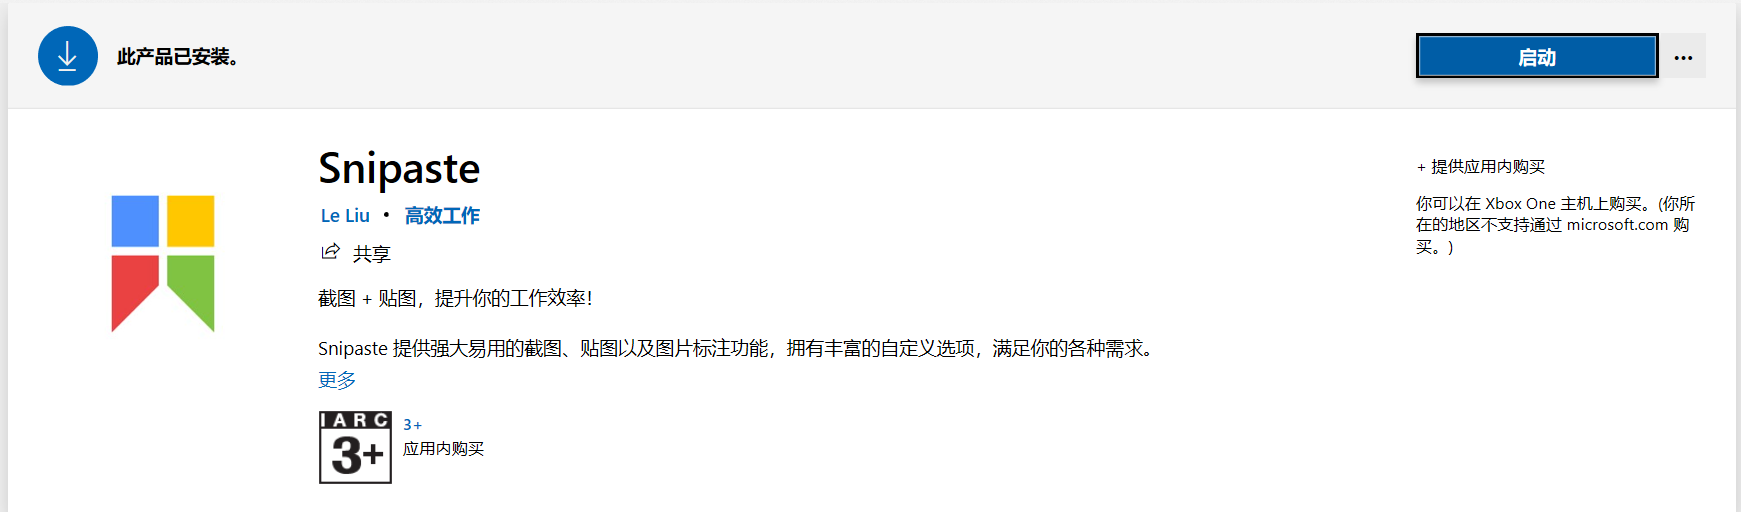 此产品已安装。
启动
...
Snipaste
Le Liu • 高效工作
共享
截图 + 贴图，提升你的工作效率！
Snipaste 提供强大易用的截图、贴图以及图片标注功能，拥有丰富的自定义选项，满足你的各种需求。
更多
IARC
3+
3+
应用内购买
+ 提供应用内购买
你可以在 Xbox One 主机上购买。(你所
在的地区不支持通过 microsoft.com 购
买。)